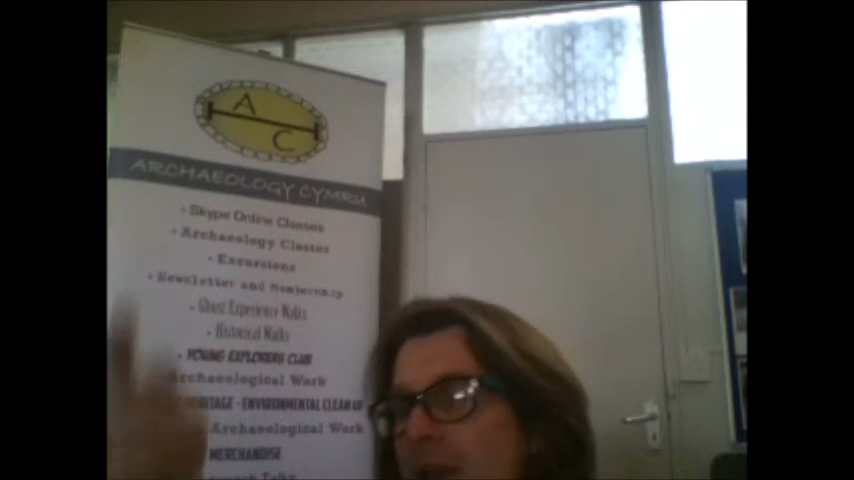 A
C
ARCHAEOLOGY CYMRU
• Skype Online Classes
• Archaeology Classes
• Excursions
• Newsletter and Membership
• Ghost Experience Walks
• Historical Walks
• YOUNG EXPLORERS CLUB
Archaeological Work
HERITAGE - ENVIRONMENTAL CLEAN UP
Archaeological Work
MERCHANDISE
Talks